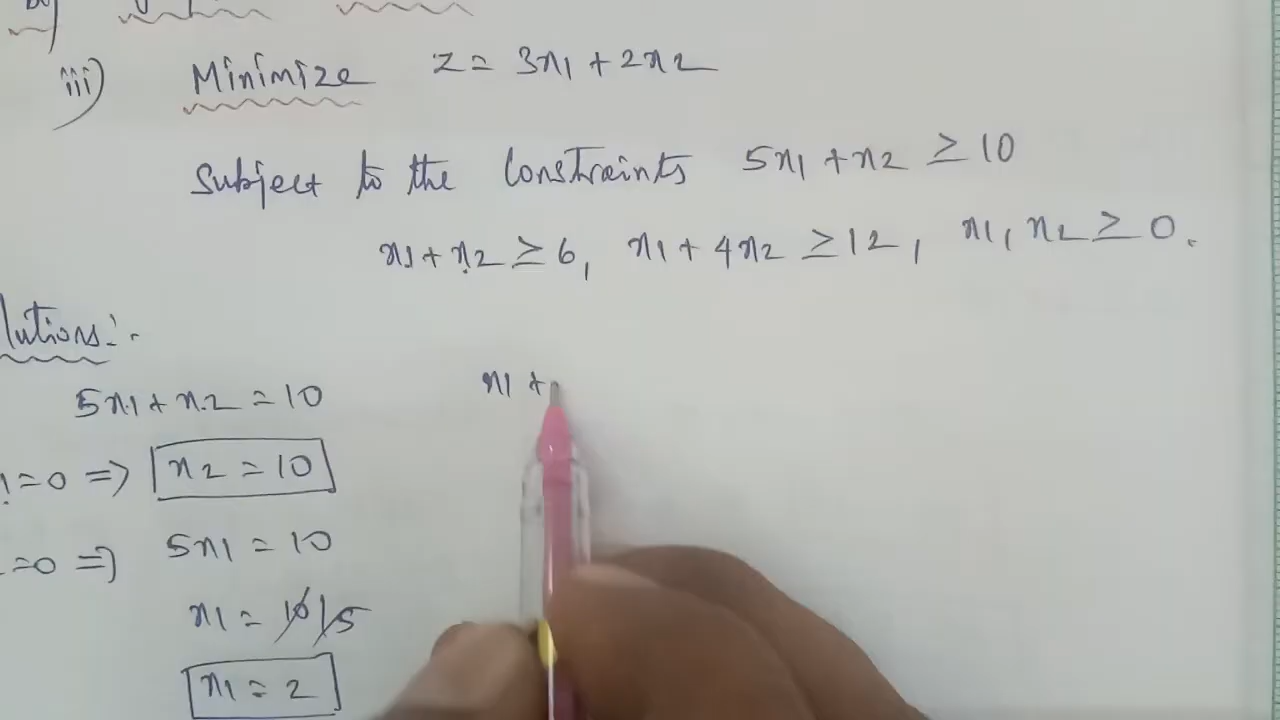 iii) Minimize z = 3x1 + 2x2
Subject to the Constraints 5x1 + x2 ≥ 10
x1 + x2 ≥ 6, x1 + 4x2 ≥ 12, x1, x2 ≥ 0.
lutions:-
5x1 + x2 = 10
x1 +
1 = 0 => x2 = 10
= 0 => 5x1 = 10
x1 = 10/5
x1 = 2